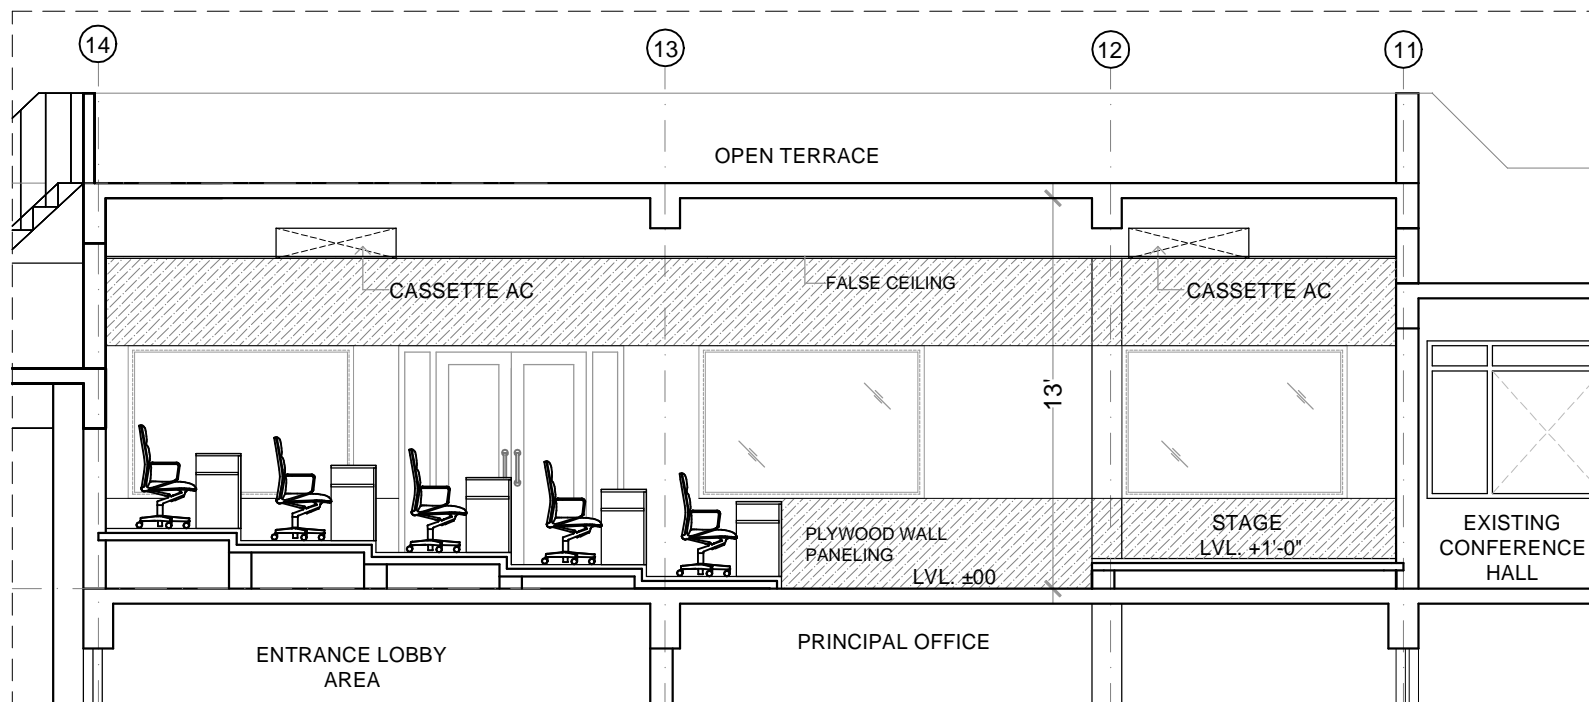 14
13
12
11
OPEN TERRACE
CASSETTE AC
FALSE CEILING
CASSETTE AC
13'
PLYWOOD WALL
PANELING
LVL. ±00
STAGE
LVL. +1'-0"
EXISTING
CONFERENCE
HALL
ENTRANCE LOBBY
AREA
PRINCIPAL OFFICE